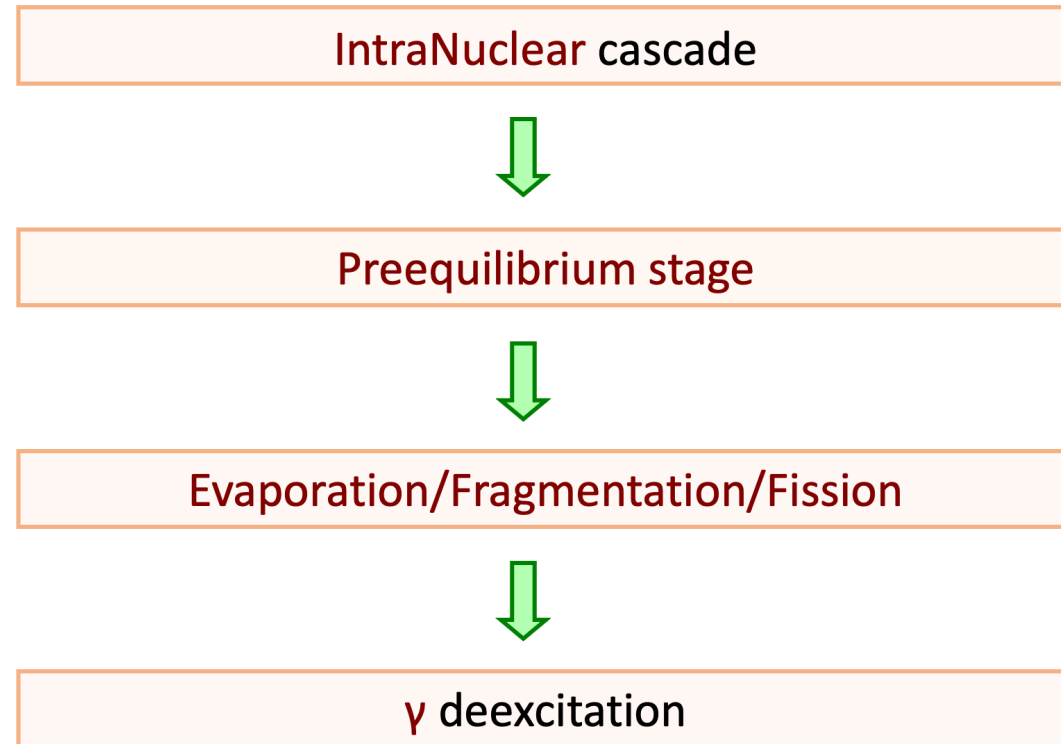 IntraNuclear cascade
Preequilibrium stage
Evaporation/Fragmentation/Fission
γ deexcitation